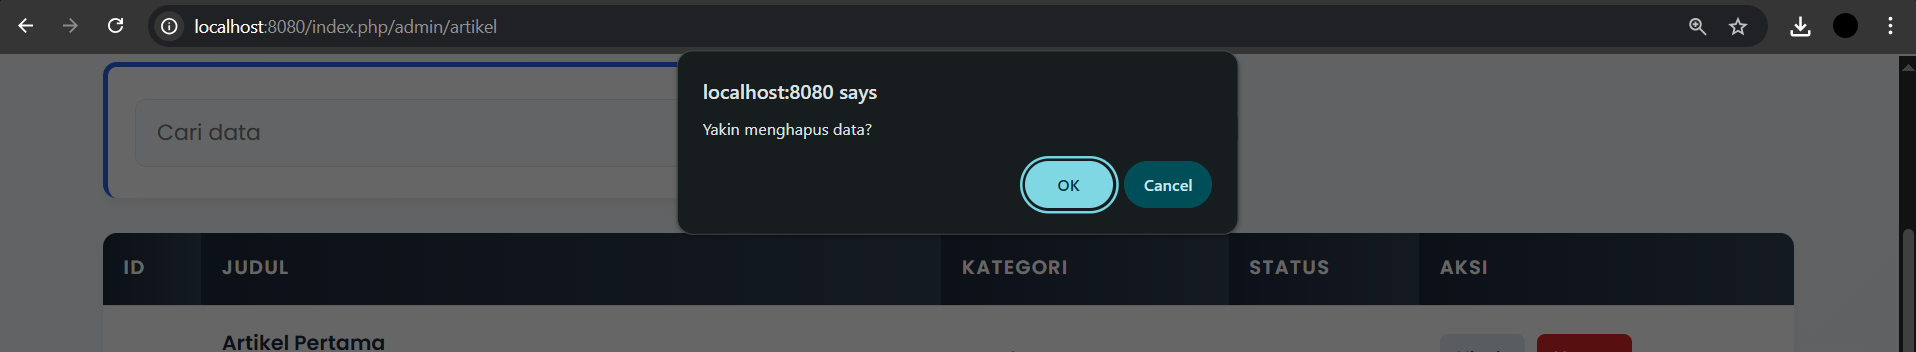 localhost:8080/index.php/admin/artikel
localhost:8080 says
Yakin menghapus data?
OK
Cancel
Cari data
ID
JUDUL
KATEGORI
STATUS
AKSI
Artikel Pertama